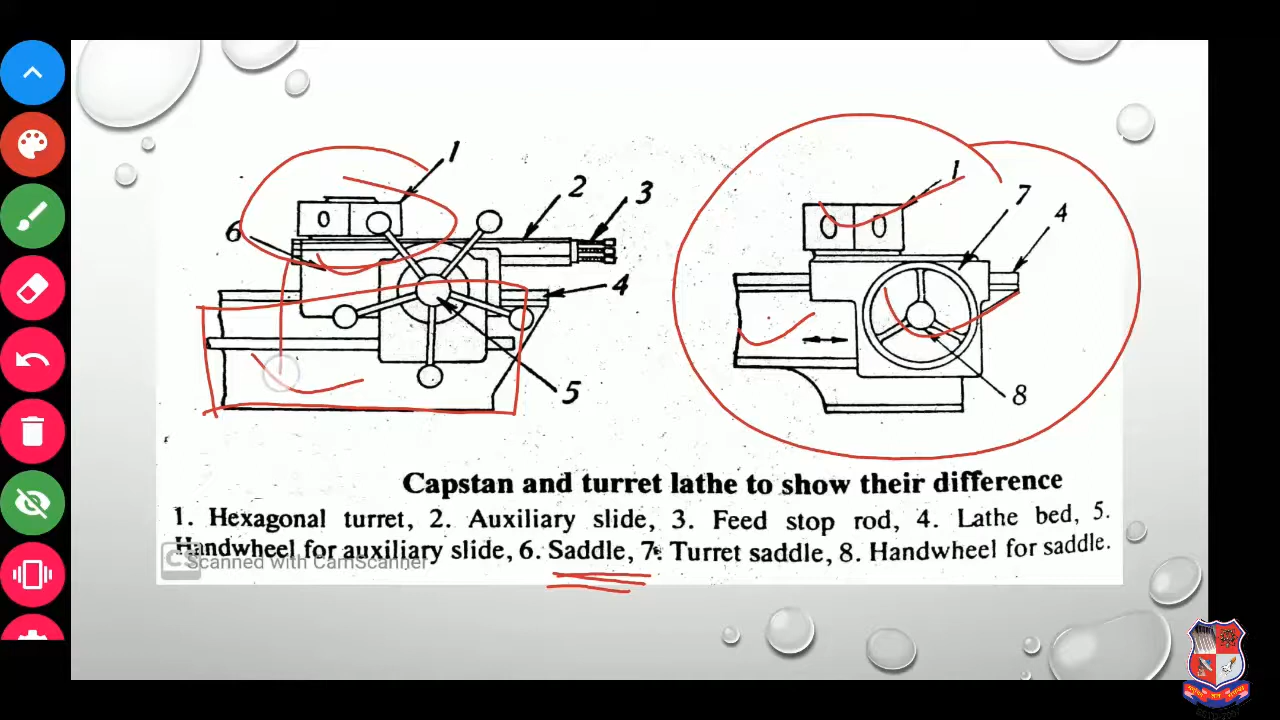 1
2
3
6
4
5
1
7
4
8
Capstan and turret lathe to show their difference
1. Hexagonal turret, 2. Auxiliary slide, 3. Feed stop rod, 4. Lathe bed, 5.
Handwheel for auxiliary slide, 6. Saddle, 7. Turret saddle, 8. Handwheel for saddle.
CS Scanned with CamScanner